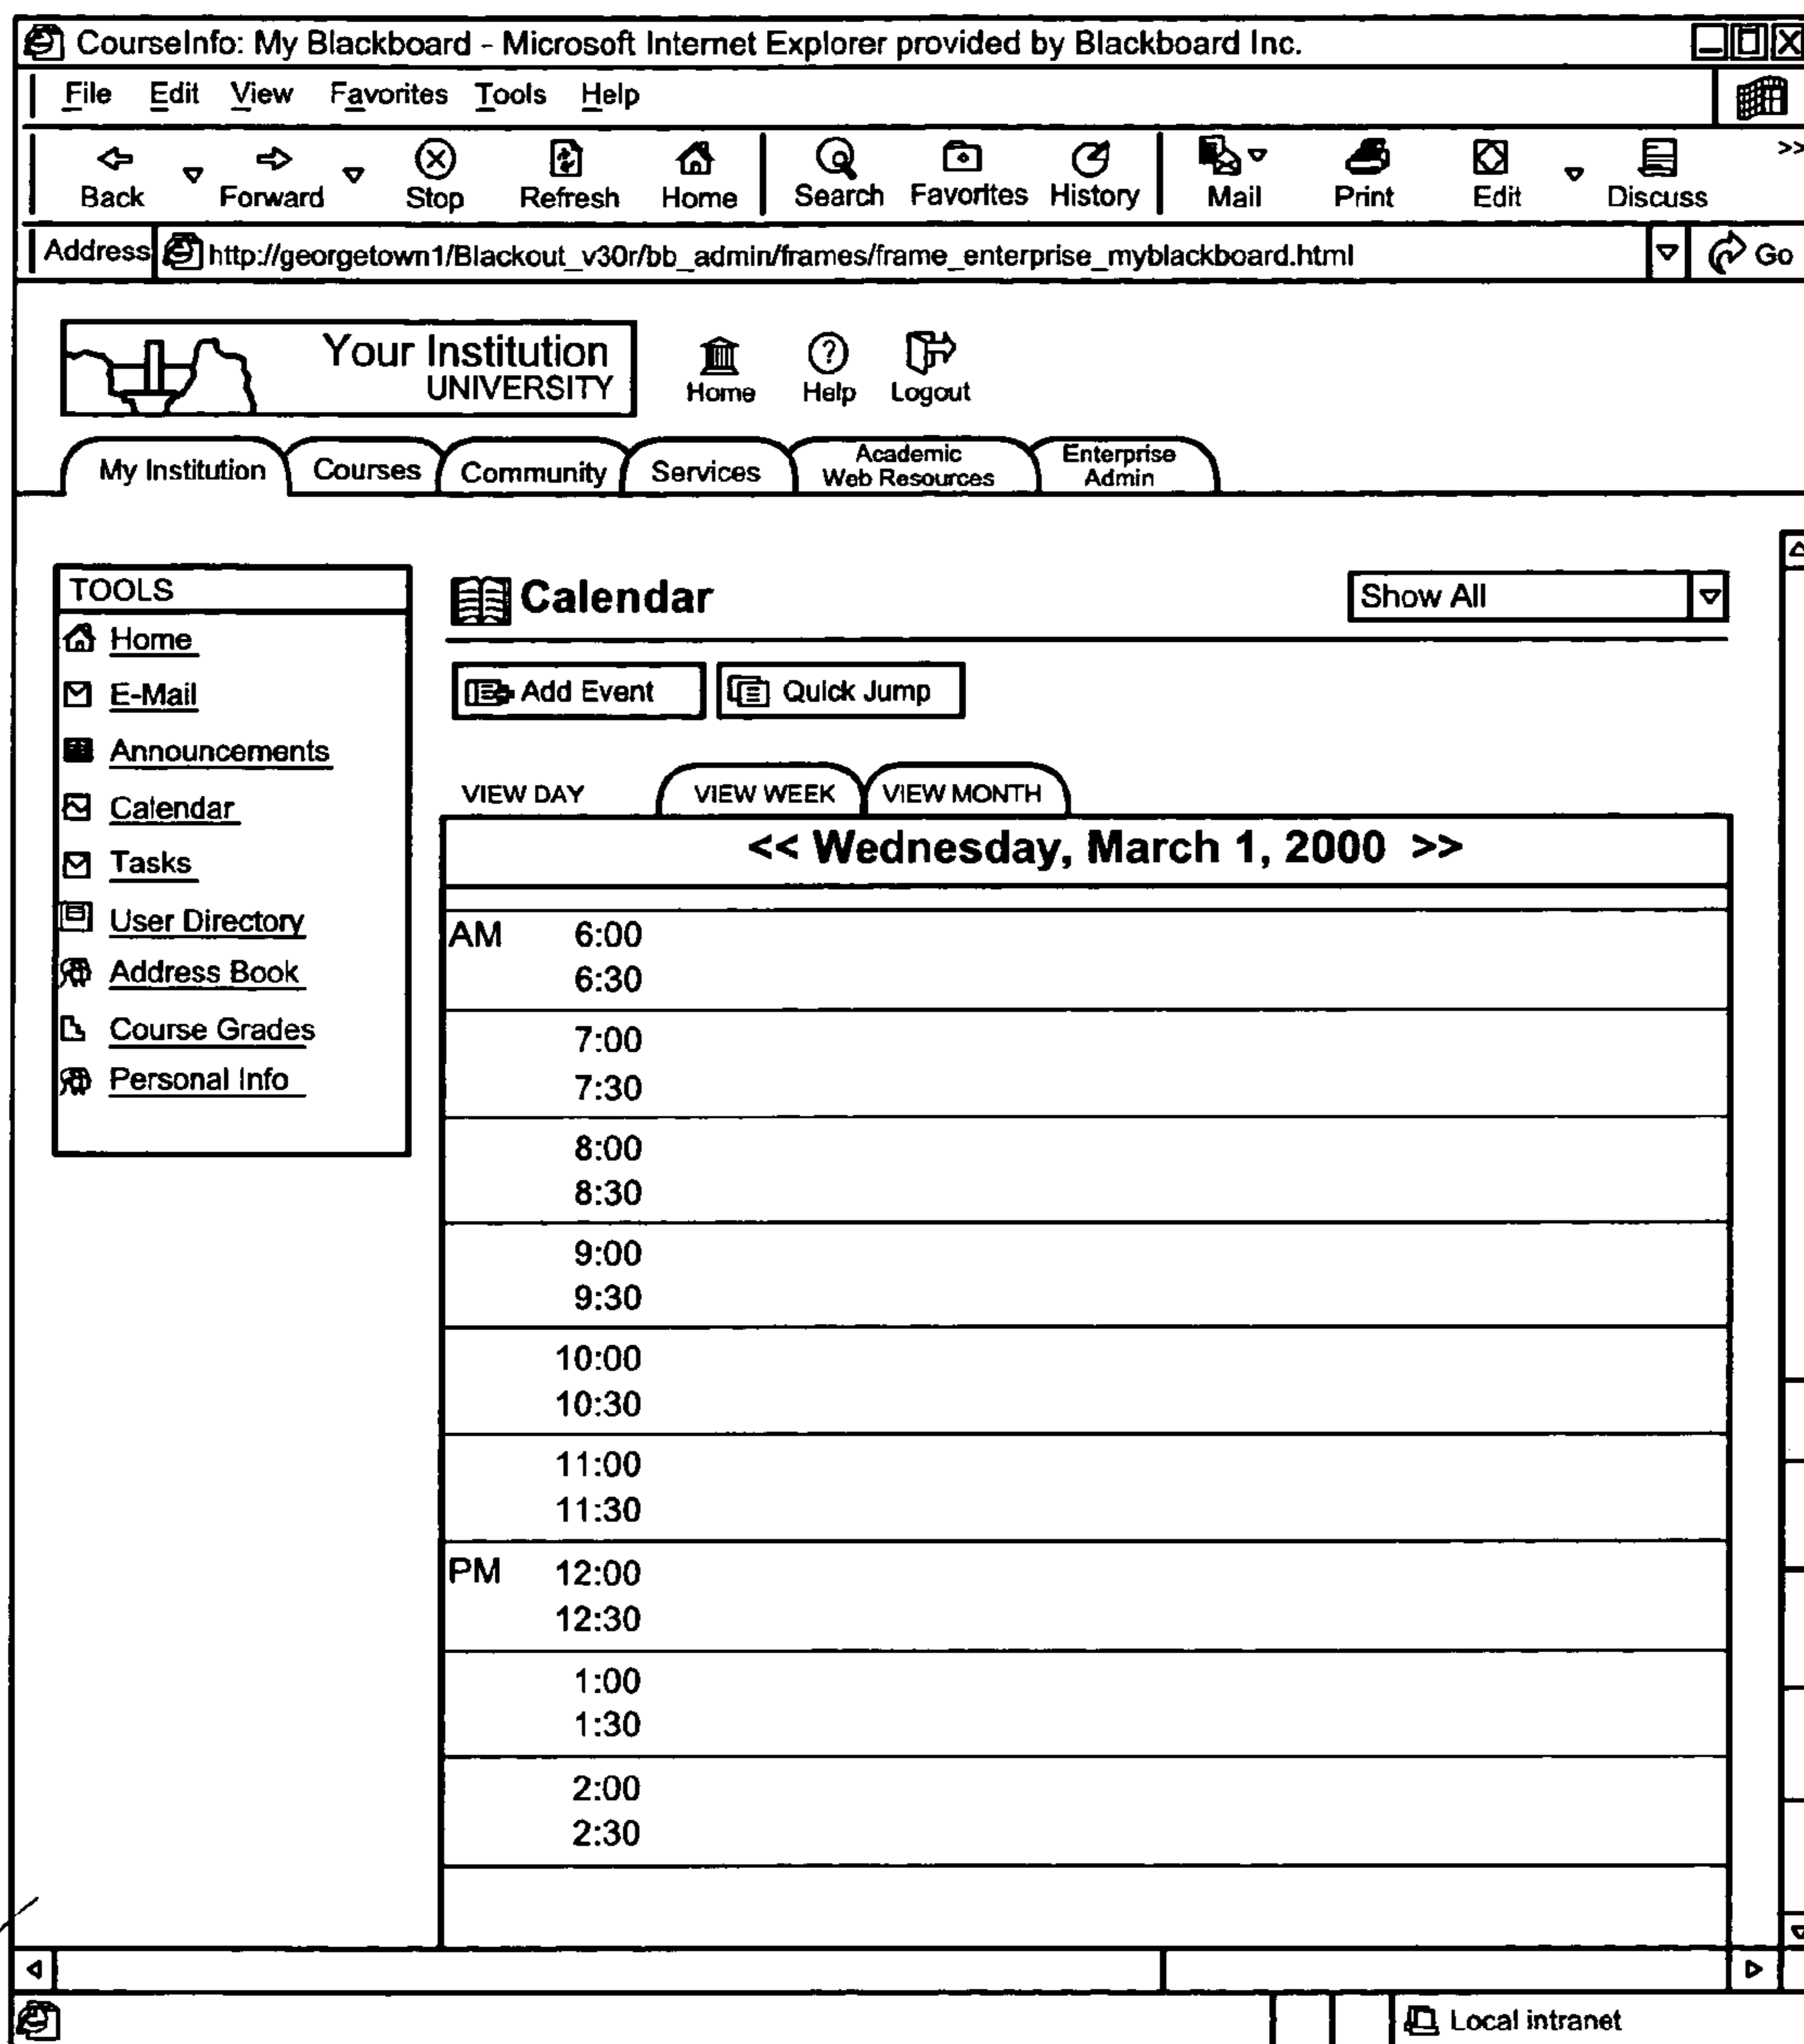 CourseInfo: My Blackboard - Microsoft Internet Explorer provided by Blackboard Inc.
File Edit View Favorites Tools Help
Back Forward Stop Refresh Home Search Favorites History Mail Print Edit Discuss >>
Address http://georgetown1/Blackout_v30r/bb_admin/frames/frame_enterprise_myblackboard.html Go
Your Institution
UNIVERSITY
Home Help Logout
My Institution Courses Community Services Academic Web Resources Enterprise Admin
TOOLS
Home
E-Mail
Announcements
Calendar
Tasks
User Directory
Address Book
Course Grades
Personal Info
Calendar Show All
Add Event Quick Jump
VIEW DAY VIEW WEEK VIEW MONTH
<< Wednesday, March 1, 2000 >>
AM 6:00
6:30
7:00
7:30
8:00
8:30
9:00
9:30
10:00
10:30
11:00
11:30
PM 12:00
12:30
1:00
1:30
2:00
2:30
Local intranet